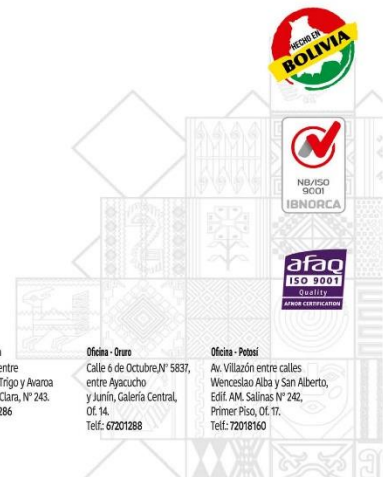 HECHO EN
BOLIVIA
NB/ISO
9001
IBNORCA
afaq
ISO 9001
Quality
AFNOR CERTIFICATION
entre
Trigo y Avaroa
Clara, N° 243.
286
Oficina - Oruro
Calle 6 de Octubre,N° 5837,
entre Ayacucho
y Junín, Galería Central,
Of. 14.
Telf.: 67201288
Oficina - Potosí
Av. Villazón entre calles
Wenceslao Alba y San Alberto,
Edif. AM. Salinas N° 242,
Primer Piso, Of. 17.
Telf.: 72018160